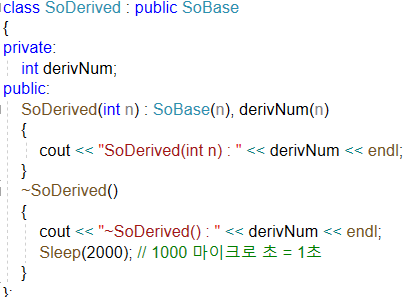 class SoDerived : public SoBase
{
private:
int derivNum;
public:
SoDerived(int n) : SoBase(n), derivNum(n)
{
cout << "SoDerived(int n) : " << derivNum << endl;
}
~SoDerived()
{
cout << "~SoDerived() : " << derivNum << endl;
Sleep(2000); // 1000 마이크로 초 = 1초
}
};